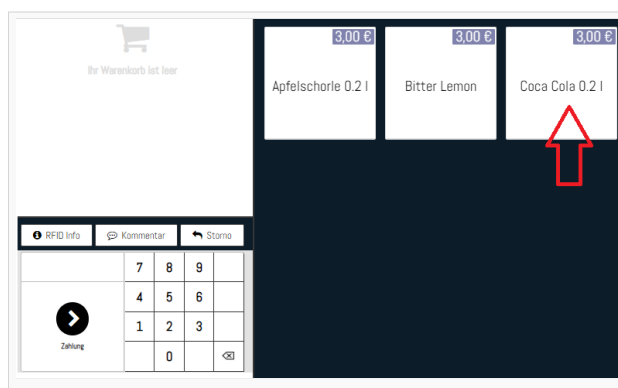 Ihr Warenkorb ist leer
3,00 €
3,00 €
3,00 €
Apfelschorle 0.2 l
Bitter Lemon
Coca Cola 0.2 l
RFID Info
Kommentar
Storno
7 8 9
4 5 6
1 2 3
0
Zahlung